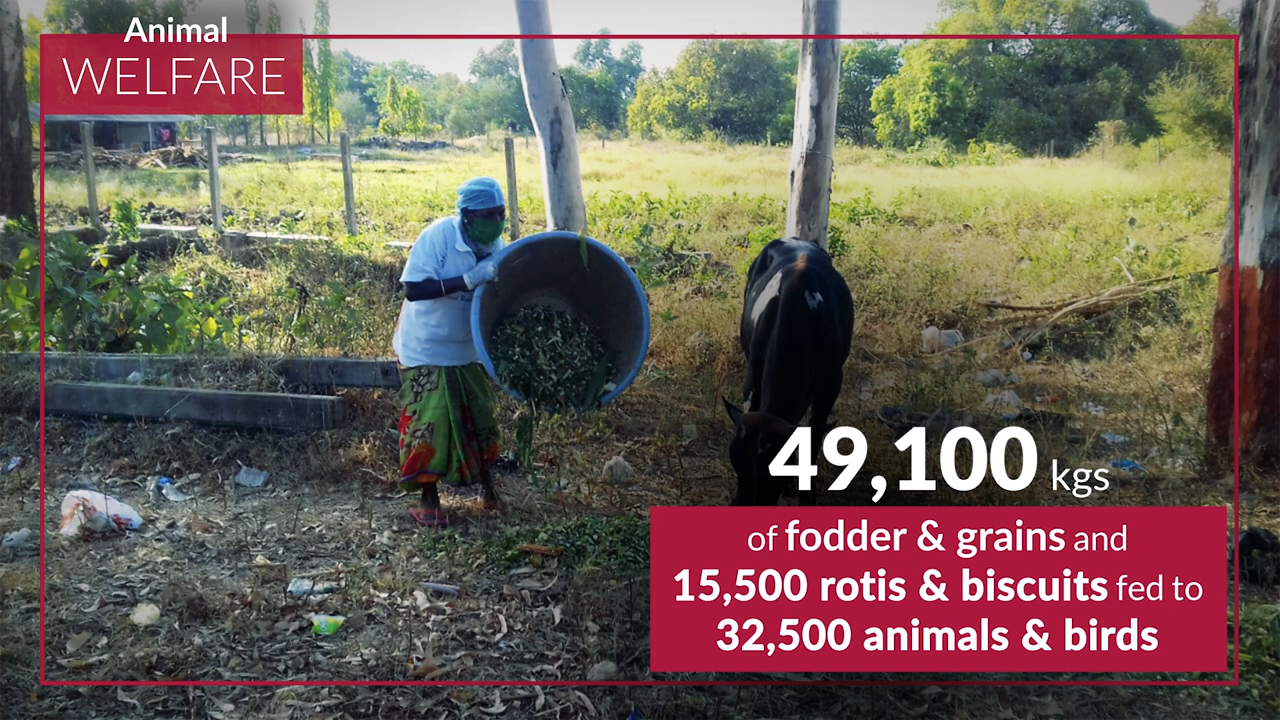 Animal
WELFARE
49,100 kgs
of fodder & grains and
15,500 rotis & biscuits fed to
32,500 animals & birds